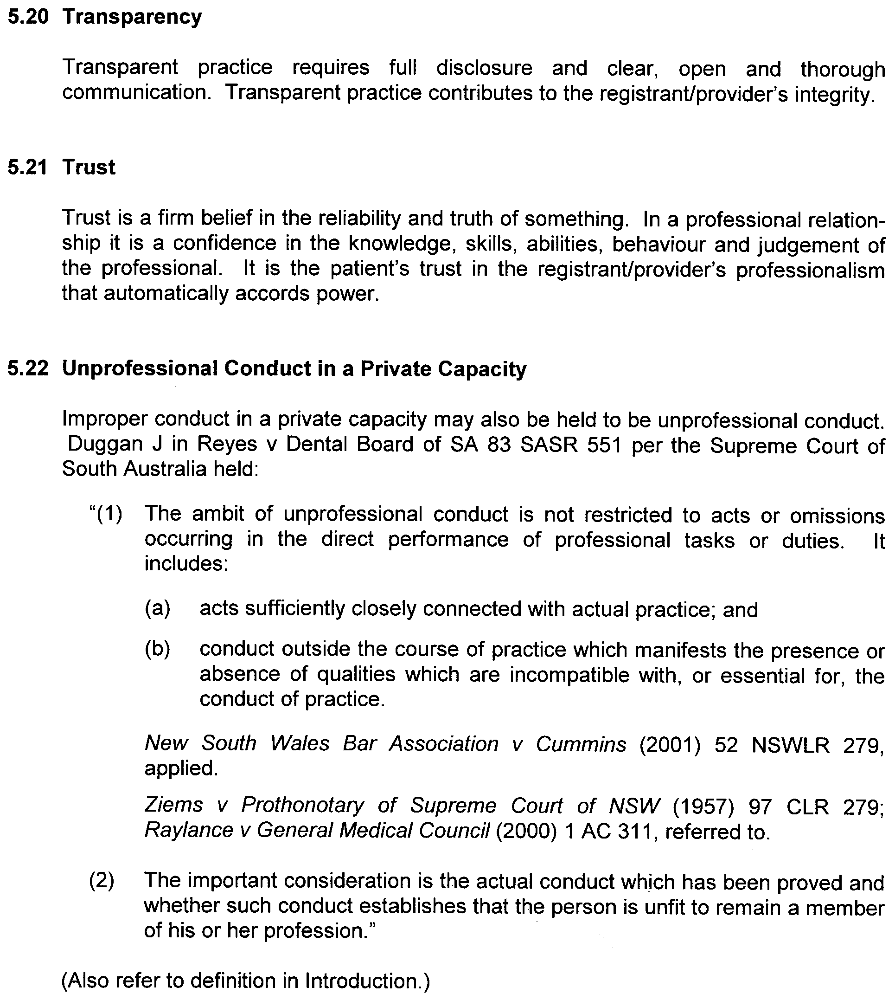 5.20 Transparency
Transparent practice requires full disclosure and clear, open and thorough
communication. Transparent practice contributes to the registrant/provider's integrity.
5.21 Trust
Trust is a firm belief in the reliability and truth of something. In a professional relation-
ship it is a confidence in the knowledge, skills, abilities, behaviour and judgement of
the professional. It is the patient's trust in the registrant/provider's professionalism
that automatically accords power.
5.22 Unprofessional Conduct in a Private Capacity
Improper conduct in a private capacity may also be held to be unprofessional conduct.
Duggan J in Reyes v Dental Board of SA 83 SASR 551 per the Supreme Court of
South Australia held:
“(1) The ambit of unprofessional conduct is not restricted to acts or omissions
occurring in the direct performance of professional tasks or duties. It
includes:
(a) acts sufficiently closely connected with actual practice; and
(b) conduct outside the course of practice which manifests the presence or
absence of qualities which are incompatible with, or essential for, the
conduct of practice.
New South Wales Bar Association v Cummins (2001) 52 NSWLR 279,
applied.
Ziems v Prothonotary of Supreme Court of NSW (1957) 97 CLR 279;
Raylance v General Medical Council (2000) 1 AC 311, referred to.
(2) The important consideration is the actual conduct which has been proved and
whether such conduct establishes that the person is unfit to remain a member
of his or her profession.”
(Also refer to definition in Introduction.)